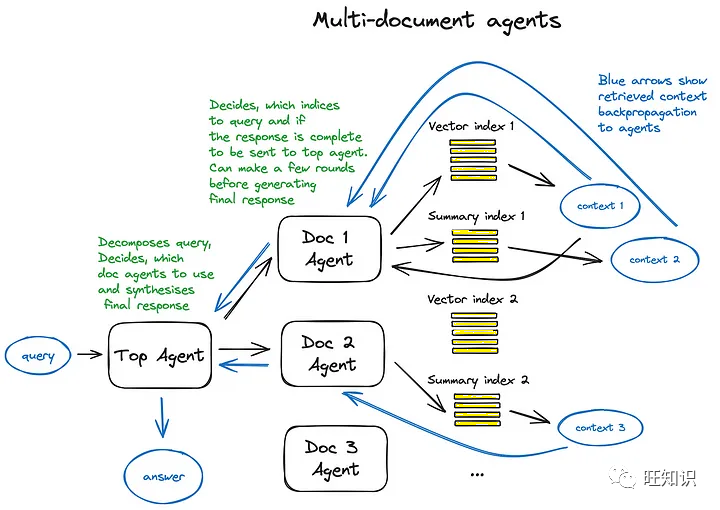 Multi-document agents
Decides, which indices
to query and if
the response is complete
to be sent to top agent.
Can make a few rounds
before generating
final response
Blue arrows show
retrieved context
backpropagation
to agents
Vector index 1
context 1
Summary index 1
Doc 1
Agent
context 2
Decomposes query,
Decides, which
doc agents to use
and synthesises
final response
Vector index 2
query
Top Agent
Doc 2
Agent
Summary index 2
context 3
Doc 3
Agent
...
answer
旺知识